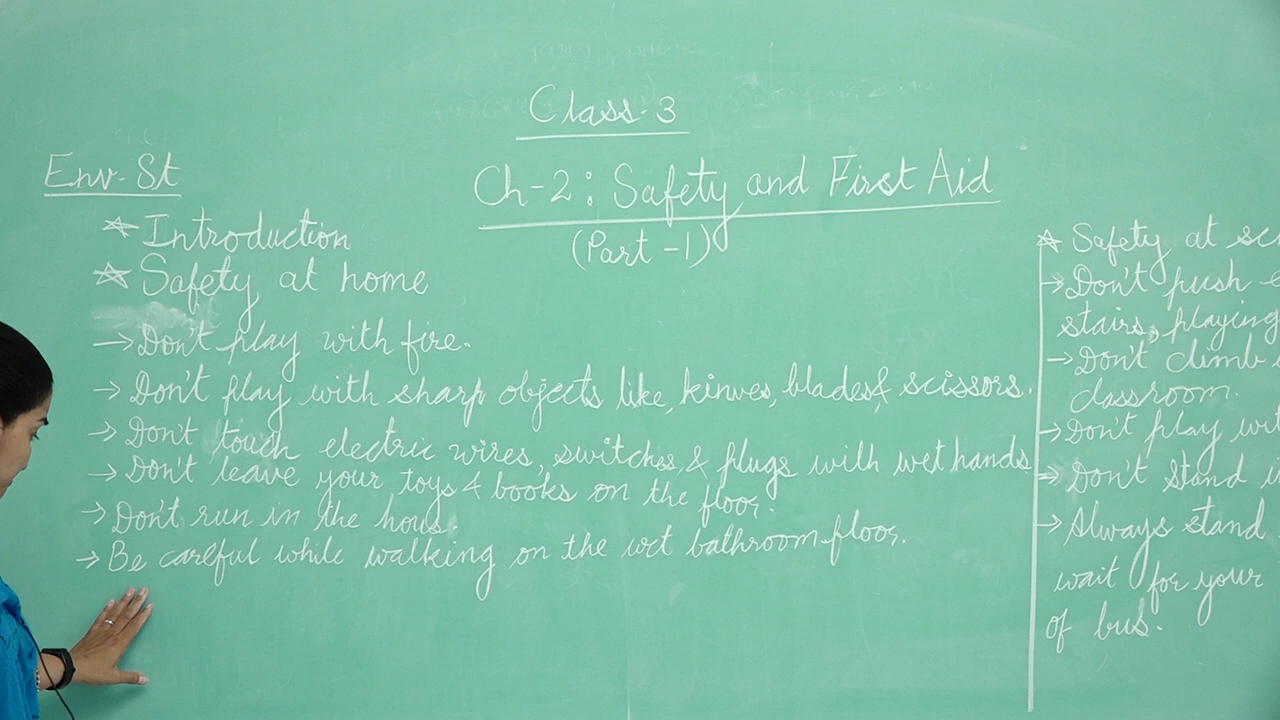 Class-3
Env-St
Ch-2: Safety and First Aid
(Part-1)
☆ Introduction
☆ Safety at home
→ Don't play with fire.
→ Don't play with sharp objects like, kinves, blades & scissors.
→ Don't touch electric wires, switches, & plugs with wet hands
→ Don't leave your toys & books on the floor.
→ Don't run in the hous.
→ Be careful while walking on the wet bathroom floor.
☆ Safety at sc
→ Don't push
stairs, playing
→ Don't climb
classroom.
→ Don't play wit
→ Don't stand
→ Always stand
wait for your
of bus.